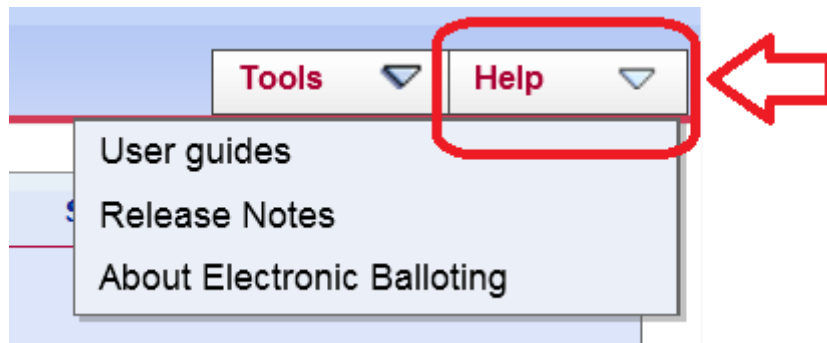 Tools Help
User guides
Release Notes
About Electronic Balloting